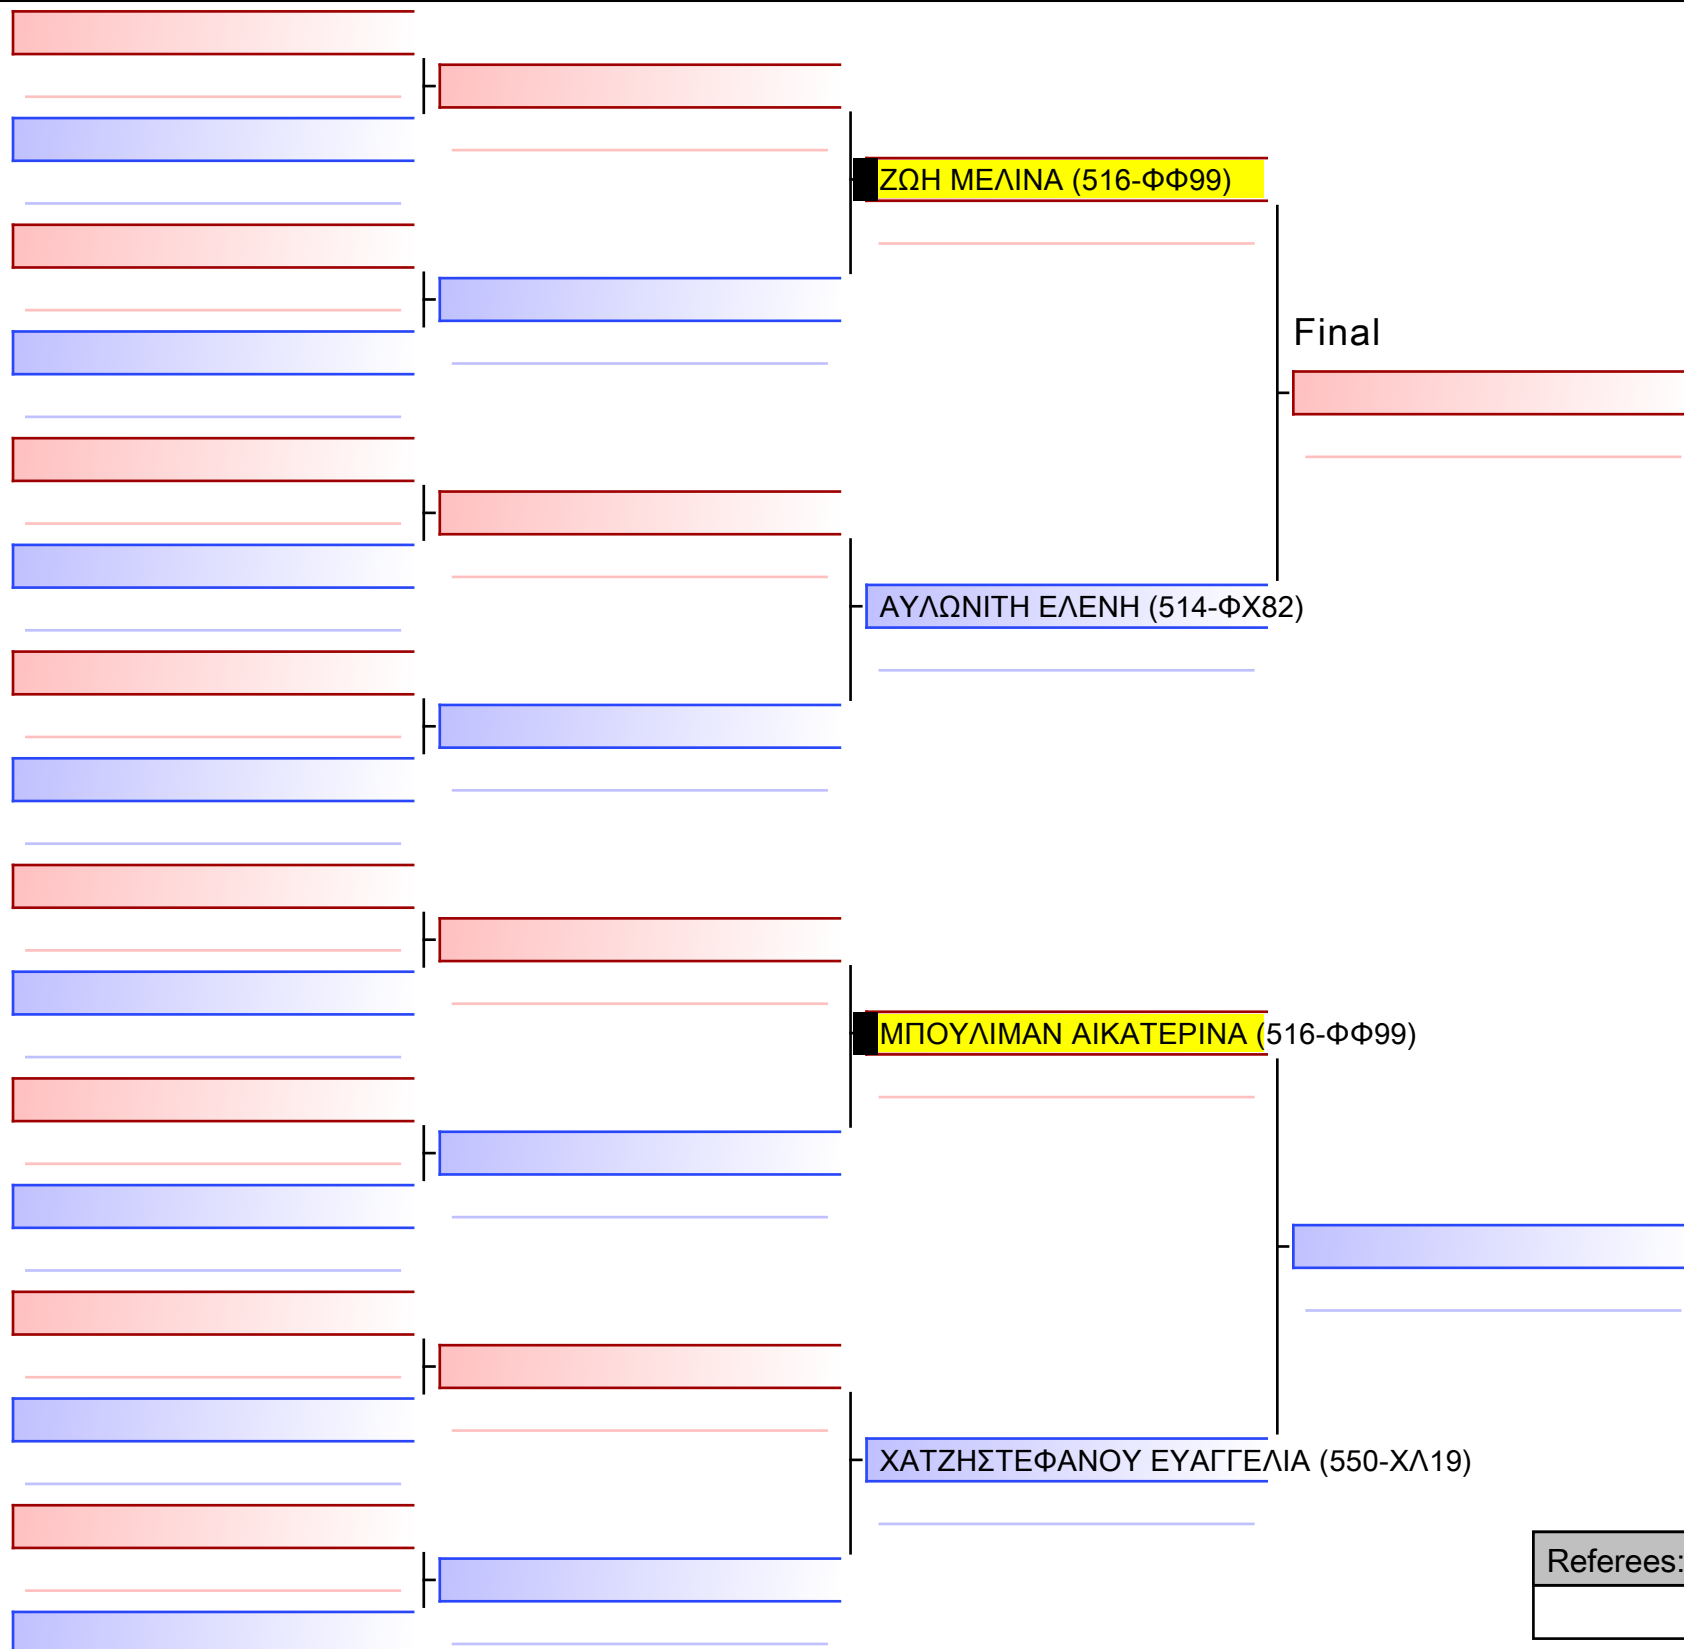 ΖΩΗ ΜΕΛΙΝΑ (516-ΦΦ99)
Final
ΑΥΛΩΝΙΤΗ ΕΛΕΝΗ (514-ΦΧ82)
ΜΠΟΥΛΙΜΑΝ ΑΙΚΑΤΕΡΙΝΑ (516-ΦΦ99)
ΧΑΤΖΗΣΤΕΦΑΝΟΥ ΕΥΑΓΓΕΛΙΑ (550-ΧΛ19)
Referees: